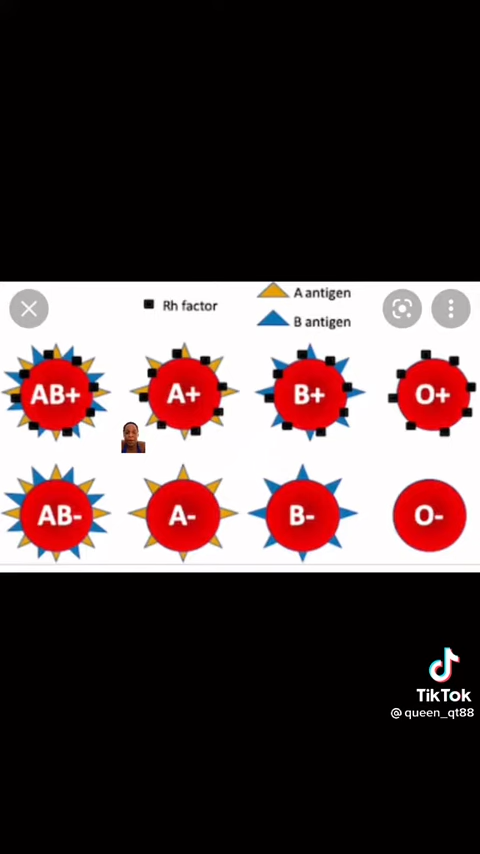 Rh factor
A antigen
B antigen
AB+
A+
B+
O+
AB-
A-
B-
O-
TikTok
@queen_qt88